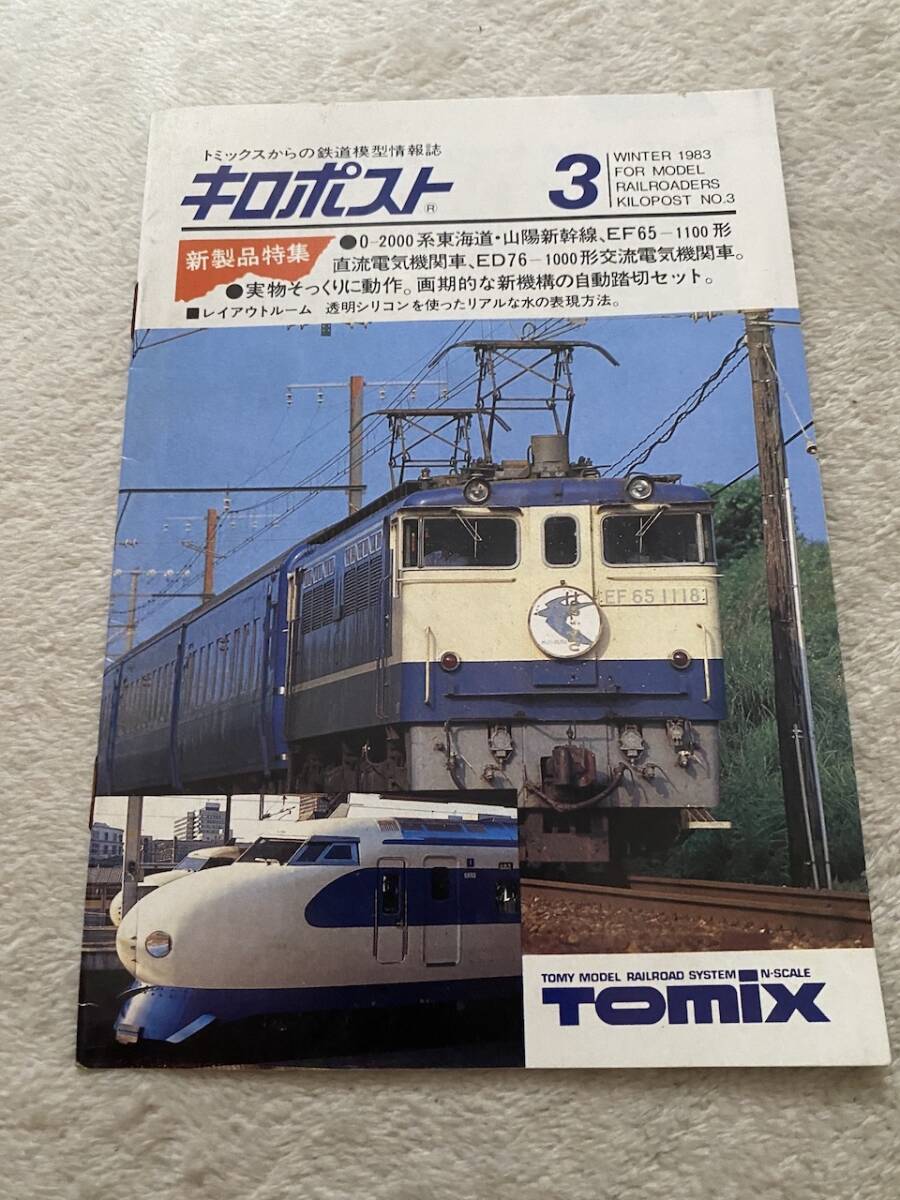 トミックスからの鉄道模型情報誌
キロポスト®
3
WINTER 1983
FOR MODEL
RAILROADERS
KILOPOST NO.3
新製品特集
●0-2000系東海道・山陽新幹線、EF65-1100形
直流電気機関車、ED76-1000形交流電気機関車。
●実物そっくりに動作。画期的な新機構の自動踏切セット。
■レイアウトルーム 透明シリコンを使ったリアルな水の表現方法。
EF 65 1118
はやぶさ
TOMY MODEL RAILROAD SYSTEM N-SCALE
TOMIX